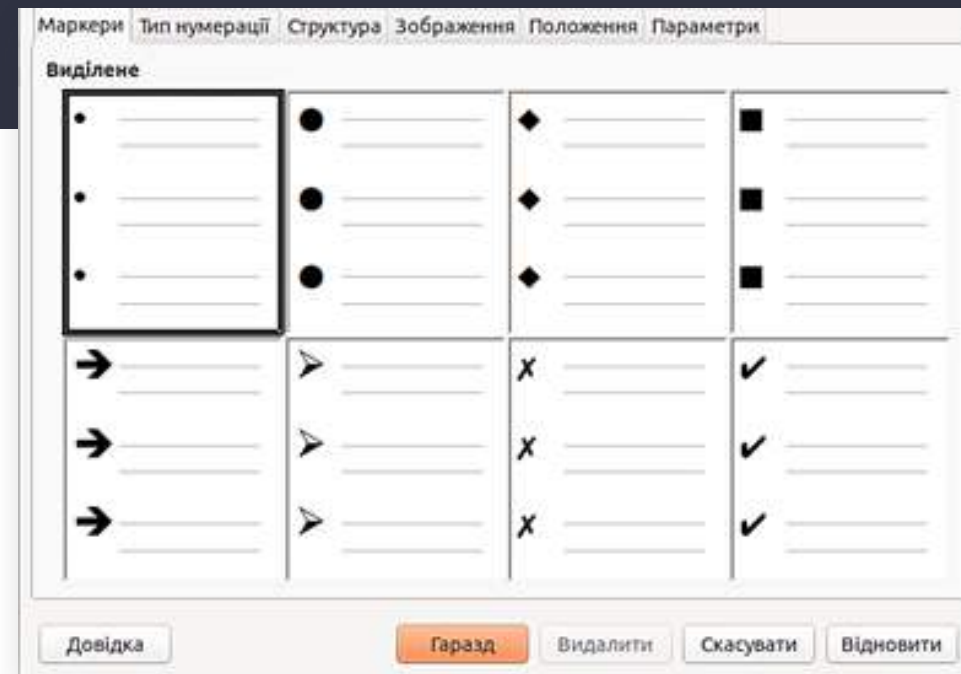 Маркери Тип нумерації Структура Зображення Положення Параметри
Виділене
Довідка Гаразд Видалити Скасувати Відновити